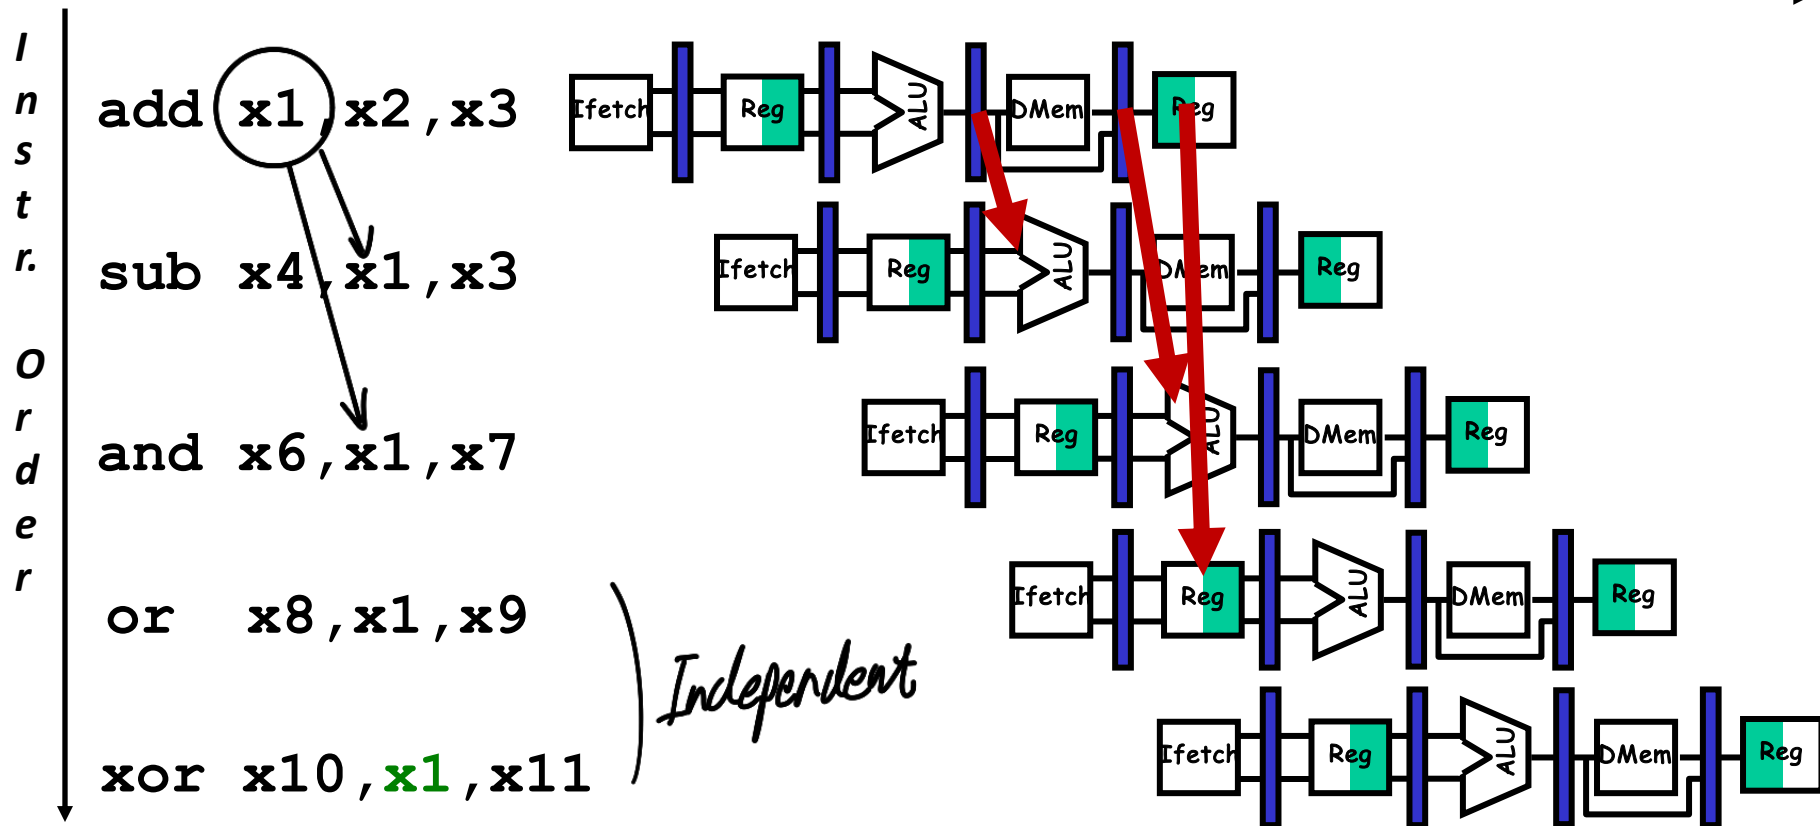 Instr. Order
add x1,x2,x3
Ifetch Reg ALU DMem Reg
sub x4,x1,x3
Ifetch Reg ALU DMem Reg
and x6,x1,x7
Ifetch Reg ALU DMem Reg
or x8,x1,x9
Ifetch Reg ALU DMem Reg
Independent
xor x10,x1,x11
Ifetch Reg ALU DMem Reg